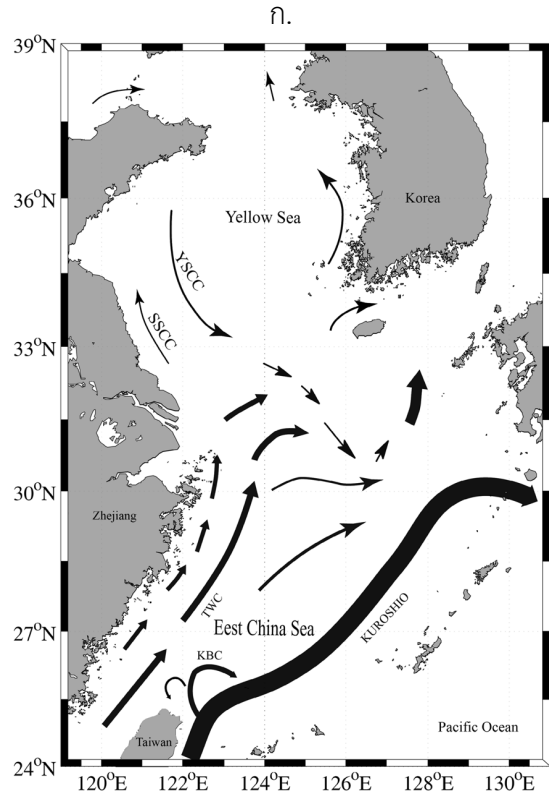 ก.
39°N
36°N
33°N
30°N
27°N
24°N
Yellow Sea
Korea
YSCC
SSCC
Zhejiang
TWC
Eest China Sea
KBC
KUROSHIO
Taiwan
Pacific Ocean
120°E 122°E 124°E 126°E 128°E 130°E